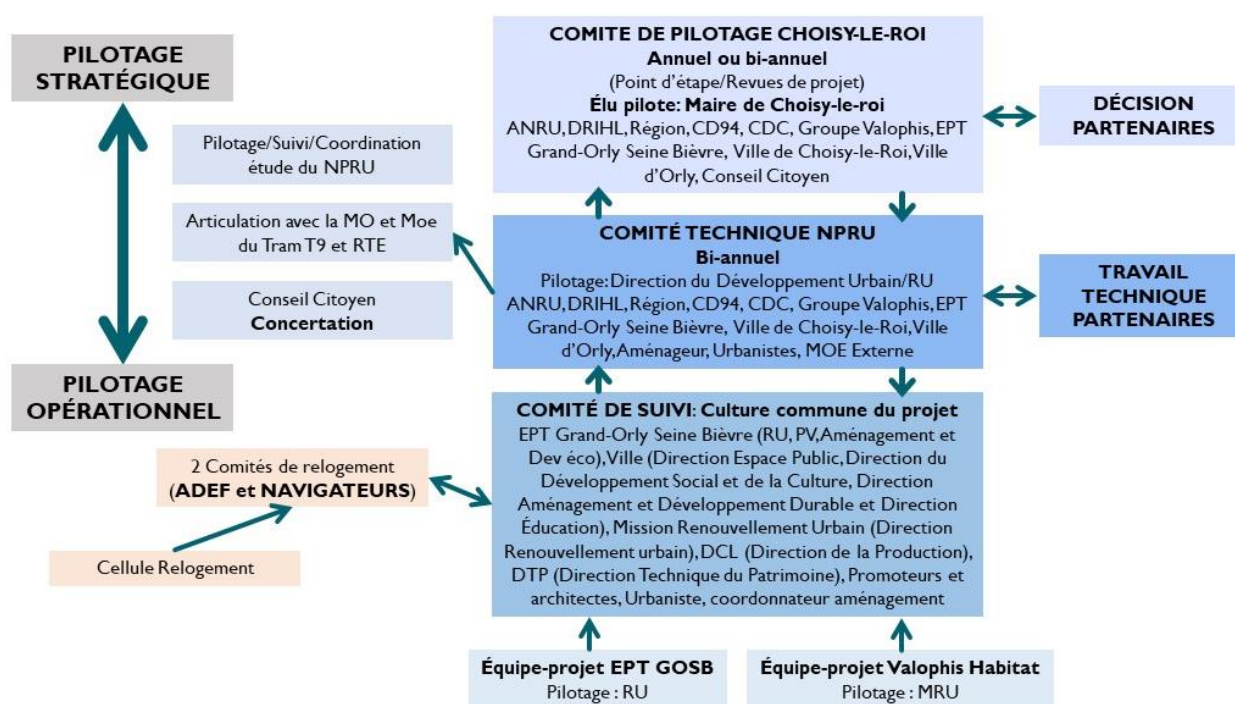 PILOTAGE
STRATÉGIQUE
PILOTAGE
OPÉRATIONNEL
Pilotage/Suivi/Coordination
étude du NPRU
Articulation avec la MO et Moe
du Tram T9 et RTE
Conseil Citoyen
Concertation
COMITE DE PILOTAGE CHOISY-LE-ROI
Annuel ou bi-annuel
(Point d'étape/Revues de projet)
Élu pilote: Maire de Choisy-le-roi
ANRU, DRIHL, Région, CD94, CDC, Groupe Valophis, EPT
Grand-Orly Seine Bièvre, Ville de Choisy-le-Roi, Ville
d'Orly, Conseil Citoyen
DÉCISION
PARTENAIRES
COMITÉ TECHNIQUE NPRU
Bi-annuel
Pilotage: Direction du Développement Urbain/RU
ANRU, DRIHL, Région, CD94, CDC, Groupe Valophis, EPT
Grand-Orly Seine Bièvre, Ville de Choisy-le-Roi, Ville
d'Orly, Aménageur, Urbanistes, MOE Externe
TRAVAIL
TECHNIQUE
PARTENAIRES
COMITÉ DE SUIVI: Culture commune du projet
EPT Grand-Orly Seine Bièvre (RU, PV, Aménagement et
Dev éco), Ville (Direction Espace Public, Direction du
Développement Social et de la Culture, Direction
Aménagement et Développement Durable et Direction
Éducation), Mission Renouvellement Urbain (Direction
Renouvellement urbain), DCL (Direction de la Production),
DTP (Direction Technique du Patrimoine), Promoteurs et
architectes, Urbaniste, coordonnateur aménagement
2 Comités de relogement
(ADEF et NAVIGATEURS)
Cellule Relogement
Équipe-projet EPT GOSB
Pilotage : RU
Équipe-projet Valophis Habitat
Pilotage : MRU